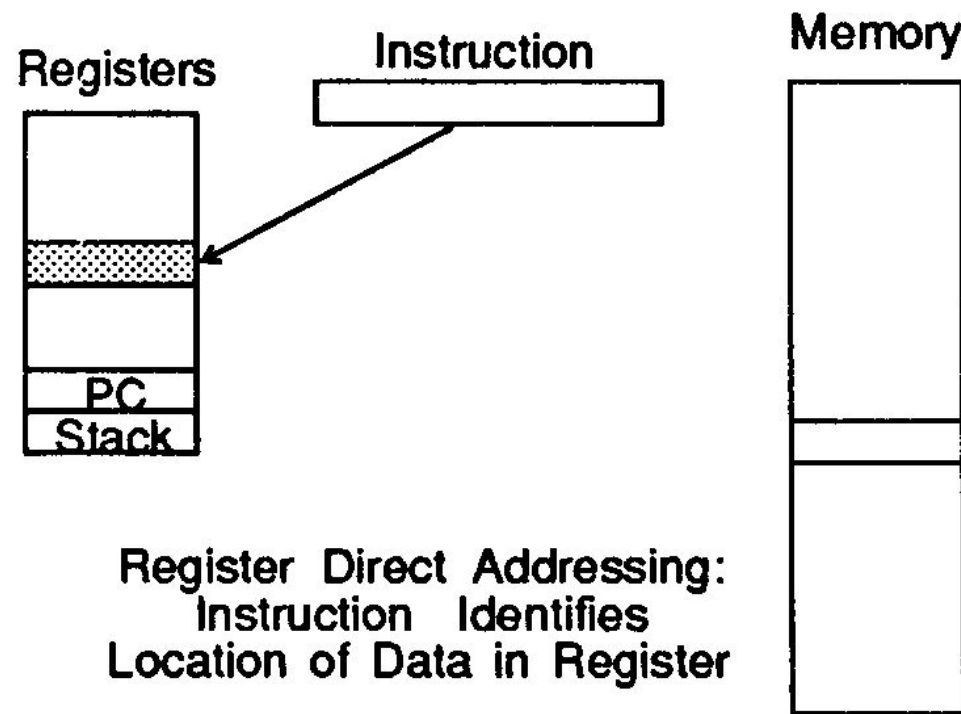 Registers
Instruction
Memory
PC
Stack
Register Direct Addressing:
Instruction Identifies
Location of Data in Register